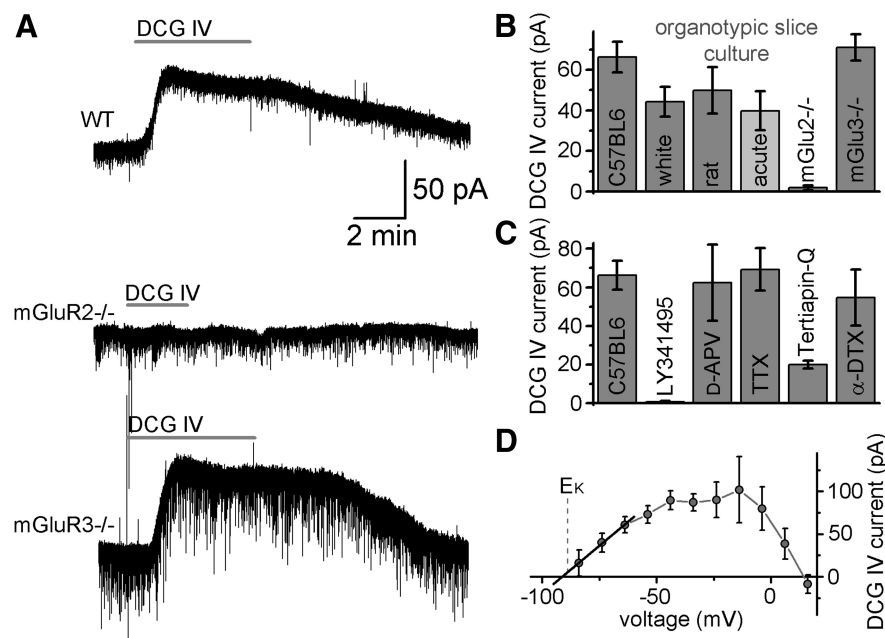 A
DCG IV
WT
50 pA
2 min
DCG IV
mGluR2-/-
DCG IV
mGluR3-/-
B
organotypic slice
culture
DCG IV current (pA)
60
40
20
0
C57BL6
white
rat
acute
mGlu2-/-
mGlu3-/-
C
DCG IV current (pA)
80
60
40
20
0
C57BL6
LY341495
D-APV
TTX
Tertiapin-Q
α-DTX
D
EK
100
50
0
-100
-50
0
voltage (mV)
DCG IV current (pA)